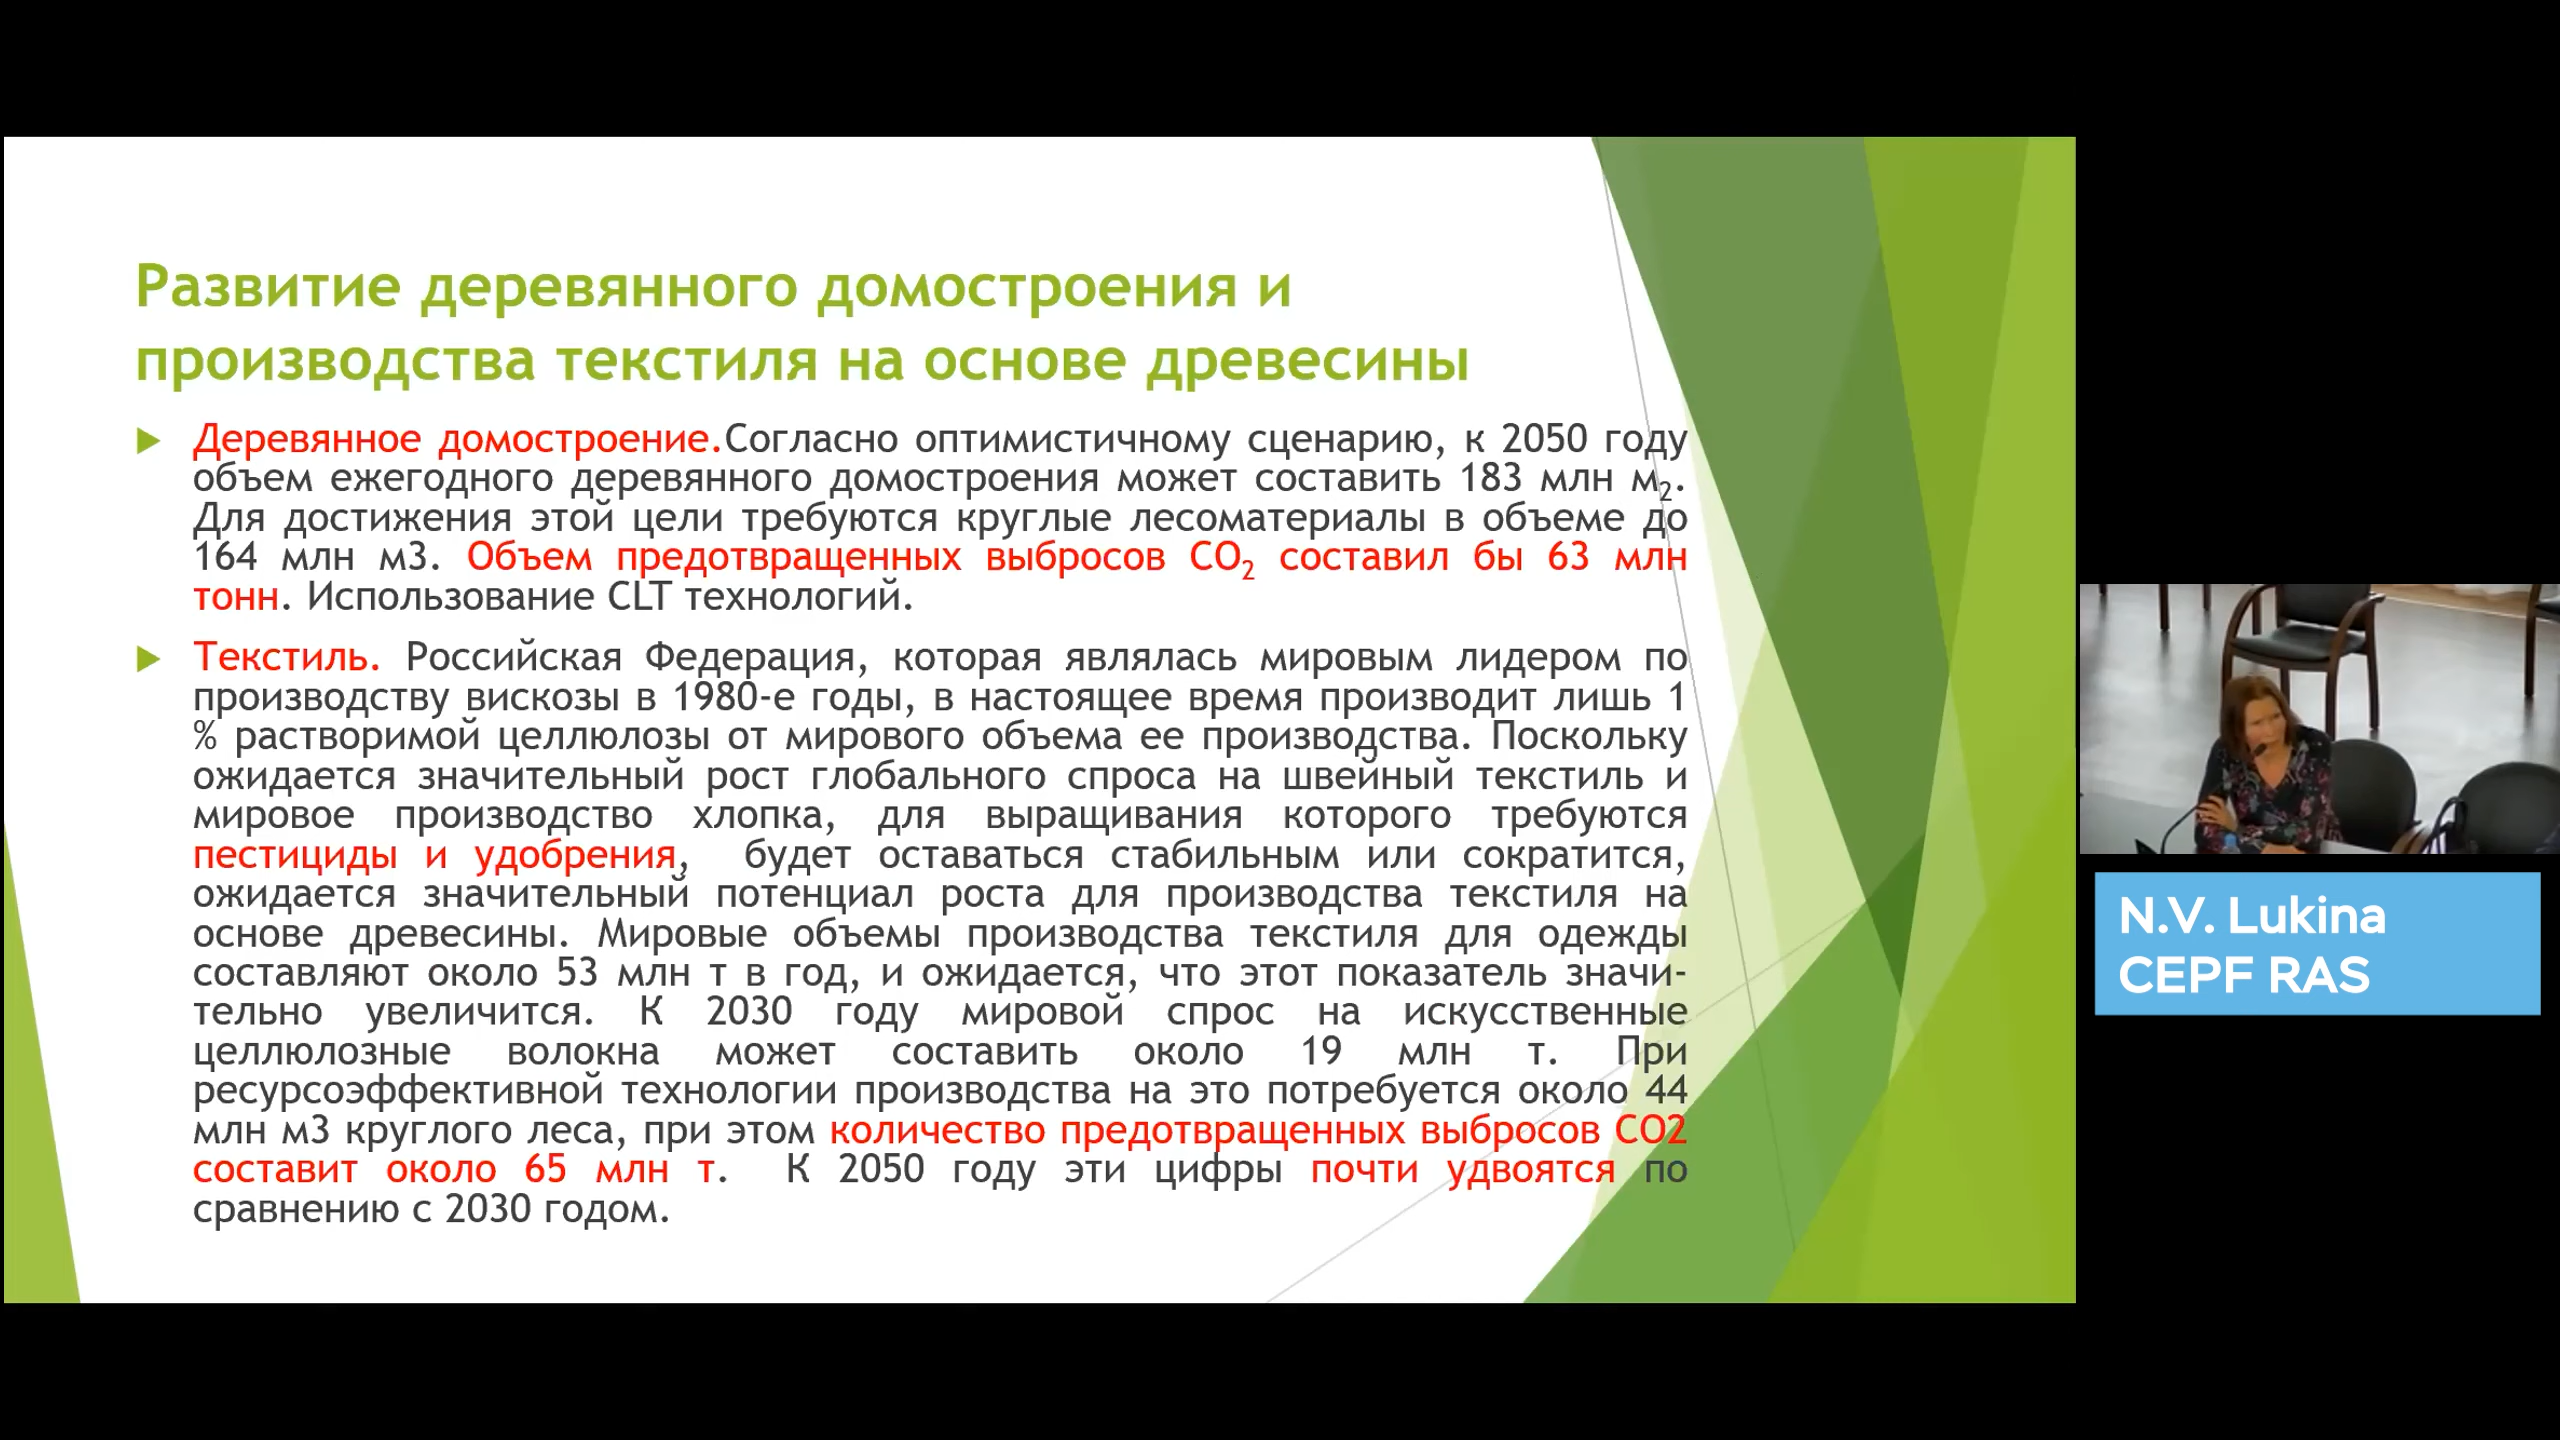 Развитие деревянного домостроения и
производства текстиля на основе древесины
Деревянное домостроение.Согласно оптимистичному сценарию, к 2050 году
объем ежегодного деревянного домостроения может составить 183 млн м₂.
Для достижения этой цели требуются круглые лесоматериалы в объеме до
164 млн м3. Объем предотвращенных выбросов СО₂ составил бы 63 млн
тонн. Использование CLT технологий.
Текстиль. Российская Федерация, которая являлась мировым лидером по
производству вискозы в 1980-е годы, в настоящее время производит лишь 1
% растворимой целлюлозы от мирового объема ее производства. Поскольку
ожидается значительный рост глобального спроса на швейный текстиль и
мировое производство хлопка, для выращивания которого требуются
пестициды и удобрения, будет оставаться стабильным или сократится,
ожидается значительный потенциал роста для производства текстиля на
основе древесины. Мировые объемы производства текстиля для одежды
составляют около 53 млн т в год, и ожидается, что этот показатель значи-
тельно увеличится. К 2030 году мировой спрос на искусственные
целлюлозные волокна может составить около 19 млн т. При
ресурсоэффективной технологии производства на это потребуется около 44
млн м3 круглого леса, при этом количество предотвращенных выбросов СО2
составит около 65 млн т. К 2050 году эти цифры почти удвоятся по
сравнению с 2030 годом.
N.V. Lukina
CEPF RAS